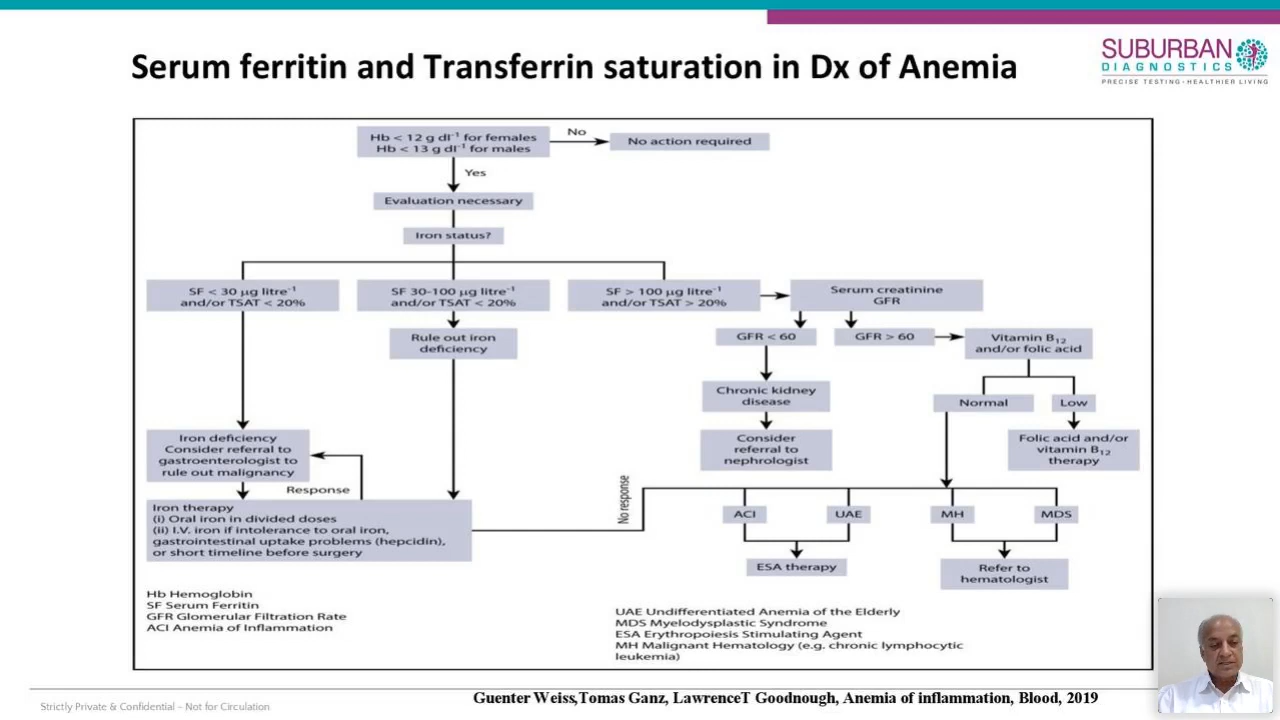 Serum ferritin and Transferrin saturation in Dx of Anemia
SUBURBAN
DIAGNOSTICS
PRECISE TESTING - HEALTHIER LIVING
Hb < 12 g dl⁻¹ for females
Hb < 13 g dl⁻¹ for males
No
No action required
Yes
Evaluation necessary
Iron status?
SF < 30 µg litre⁻¹
and/or TSAT < 20%
SF 30-100 µg litre⁻¹
and/or TSAT < 20%
SF > 100 µg litre⁻¹
and/or TSAT > 20%
Serum creatinine
GFR
Rule out iron
deficiency
GFR < 60
GFR > 60
Vitamin B₁₂
and/or folic acid
Chronic kidney
disease
Normal
Low
Iron deficiency
Consider referral to
gastroenterologist to
rule out malignancy
Consider
referral to
nephrologist
Folic acid and/or
vitamin B₁₂
therapy
Response
No response
Iron therapy
(i) Oral iron in divided doses
(ii) I.V. iron if intolerance to oral iron,
gastrointestinal uptake problems (hepcidin),
or short timeline before surgery
ACI
UAE
MH
MDS
ESA therapy
Refer to
hematologist
Hb Hemoglobin
SF Serum Ferritin
GFR Glomerular Filtration Rate
ACI Anemia of Inflammation
UAE Undifferentiated Anemia of the Elderly
MDS Myelodysplastic Syndrome
ESA Erythropoiesis Stimulating Agent
MH Malignant Hematology (e.g. chronic lymphocytic
leukemia)
Guenter Weiss,Tomas Ganz, LawrenceT Goodnough, Anemia of inflammation, Blood, 2019
Strictly Private & Confidential – Not for Circulation